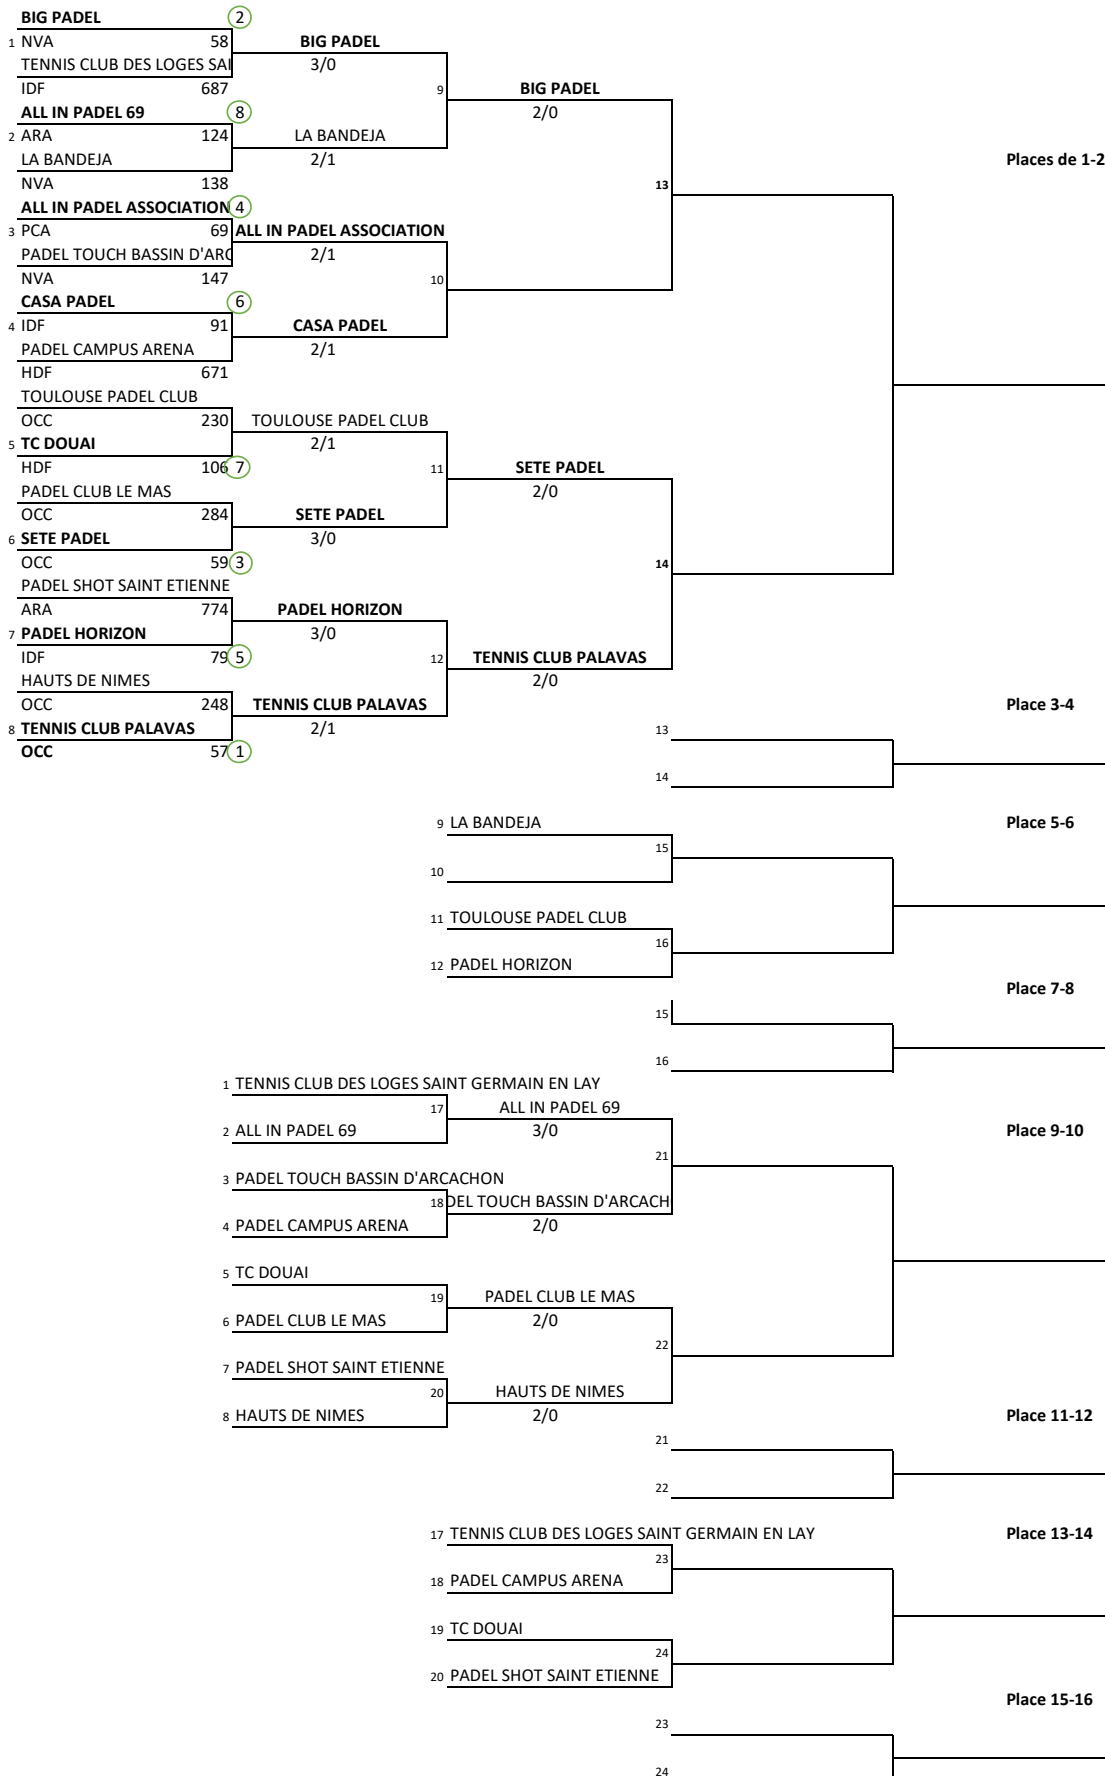 BIG PADEL 2
1 NVA 58 BIG PADEL
TENNIS CLUB DES LOGES SAI 3/0
IDF 687 9 BIG PADEL
ALL IN PADEL 69 8 2/0
2 ARA 124 LA BANDEJA
LA BANDEJA 2/1 Places de 1-2
NVA 138 13
ALL IN PADEL ASSOCIATION 4
3 PCA 69 ALL IN PADEL ASSOCIATION
PADEL TOUCH BASSIN D'ARC 2/1
NVA 147 10
CASA PADEL 6
4 IDF 91 CASA PADEL
PADEL CAMPUS ARENA 2/1
HDF 671
TOULOUSE PADEL CLUB
OCC 230 TOULOUSE PADEL CLUB
5 TC DOUAI 2/1
HDF 106 7 11 SETE PADEL
PADEL CLUB LE MAS 2/0
OCC 284 SETE PADEL
6 SETE PADEL 3/0
OCC 59 3 14
PADEL SHOT SAINT ETIENNE
ARA 774 PADEL HORIZON
7 PADEL HORIZON 3/0
IDF 79 5 12 TENNIS CLUB PALAVAS
HAUTS DE NIMES 2/0
OCC 248 TENNIS CLUB PALAVAS Place 3-4
8 TENNIS CLUB PALAVAS 2/1 13
OCC 57 1
14
9 LA BANDEJA Place 5-6
15
10
11 TOULOUSE PADEL CLUB
16
12 PADEL HORIZON
Place 7-8
15
16
1 TENNIS CLUB DES LOGES SAINT GERMAIN EN LAY
17 ALL IN PADEL 69
2 ALL IN PADEL 69 3/0 Place 9-10
21
3 PADEL TOUCH BASSIN D'ARCACHON
18 DEL TOUCH BASSIN D'ARCACH
4 PADEL CAMPUS ARENA 2/0
5 TC DOUAI
19 PADEL CLUB LE MAS
6 PADEL CLUB LE MAS 2/0
22
7 PADEL SHOT SAINT ETIENNE
20 HAUTS DE NIMES
8 HAUTS DE NIMES 2/0 Place 11-12
21
22
17 TENNIS CLUB DES LOGES SAINT GERMAIN EN LAY Place 13-14
23
18 PADEL CAMPUS ARENA
19 TC DOUAI
24
20 PADEL SHOT SAINT ETIENNE
Place 15-16
23
24